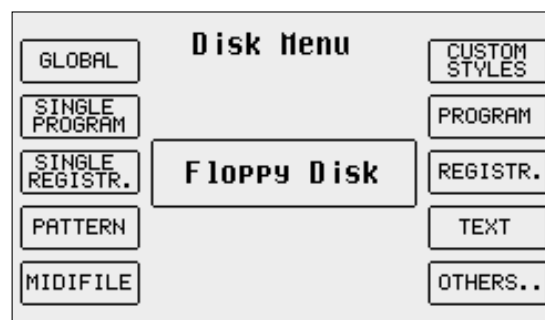 Disk Menu
GLOBAL
SINGLE
PROGRAM
SINGLE
REGISTR.
PATTERN
MIDIFILE
Floppy Disk
CUSTOM
STYLES
PROGRAM
REGISTR.
TEXT
OTHERS..